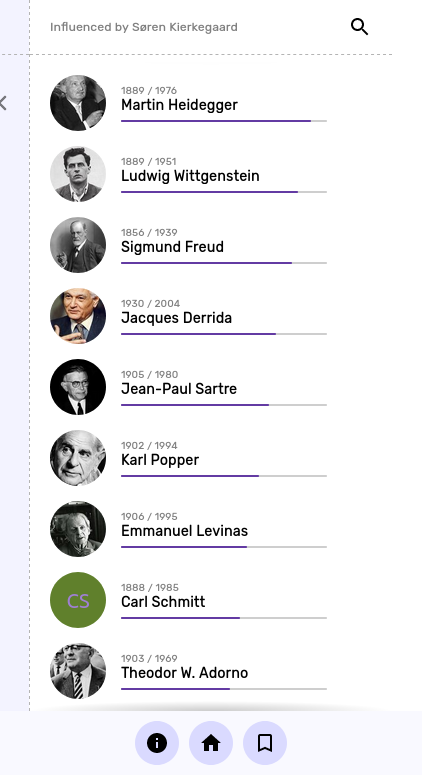 Influenced by Søren Kierkegaard
1889 / 1976
Martin Heidegger
1889 / 1951
Ludwig Wittgenstein
1856 / 1939
Sigmund Freud
1930 / 2004
Jacques Derrida
1905 / 1980
Jean-Paul Sartre
1902 / 1994
Karl Popper
1906 / 1995
Emmanuel Levinas
CS
1888 / 1985
Carl Schmitt
1903 / 1969
Theodor W. Adorno